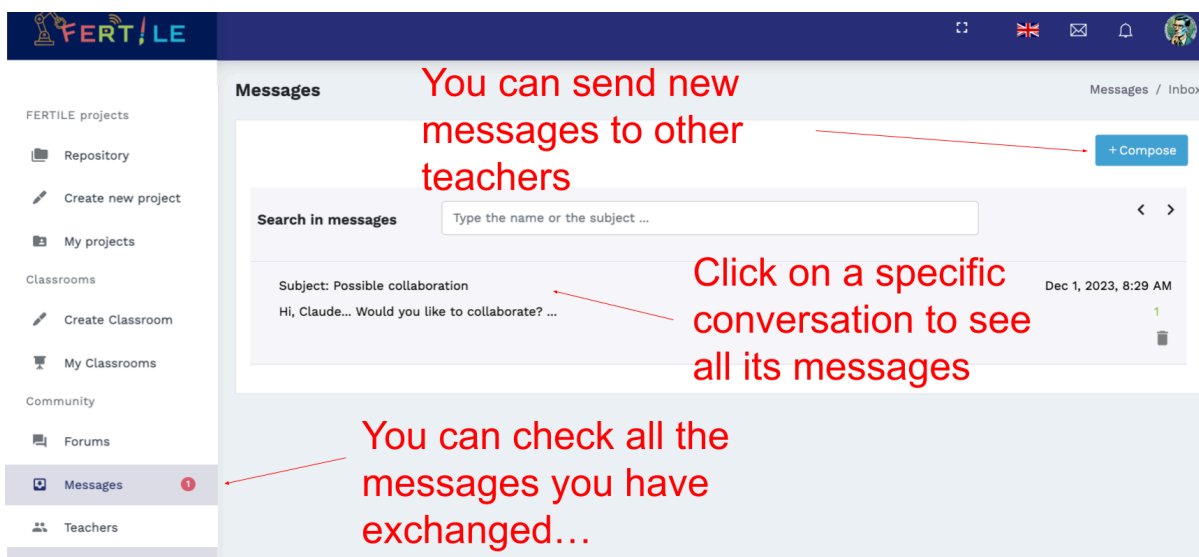 FERTILE
Messages
Messages / Inbox
You can send new
messages to other
teachers
+ Compose
FERTILE projects
Repository
Create new project
My projects
Classrooms
Create Classroom
My Classrooms
Community
Forums
Messages 1
Teachers
Search in messages
Type the name or the subject ...
< >
Subject: Possible collaboration
Dec 1, 2023, 8:29 AM
Hi, Claude... Would you like to collaborate? ...
1
Click on a specific
conversation to see
all its messages
You can check all the
messages you have
exchanged…